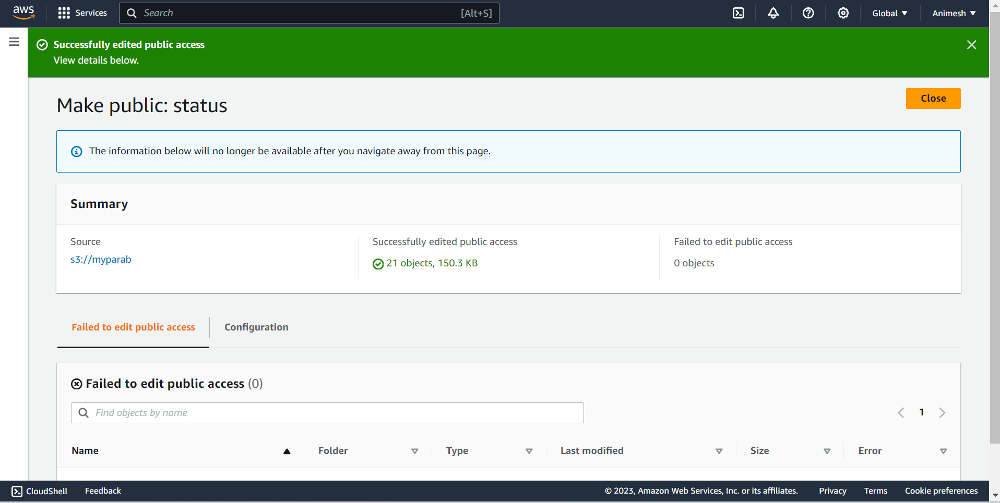 aws
Services
Search [Alt+S]
Global
Animesh
Successfully edited public access
View details below.
Make public: status
Close
The information below will no longer be available after you navigate away from this page.
Summary
Source
s3://myparab
Successfully edited public access
21 objects, 150.3 KB
Failed to edit public access
0 objects
Failed to edit public access
Configuration
Failed to edit public access (0)
Find objects by name
1
Name Folder Type Last modified Size Error
CloudShell Feedback © 2023, Amazon Web Services, Inc. or its affiliates. Privacy Terms Cookie preferences